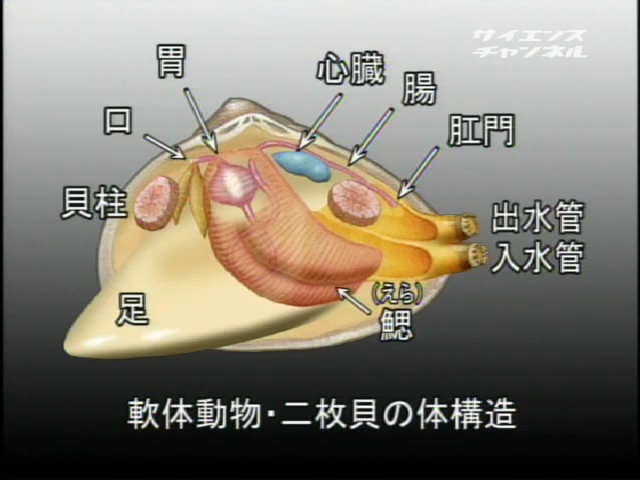 サイエンス
チャンネル
胃
心臓
腸
口
肛門
貝柱
出水管
入水管
足
(えら)
鰓
軟体動物・二枚貝の体構造